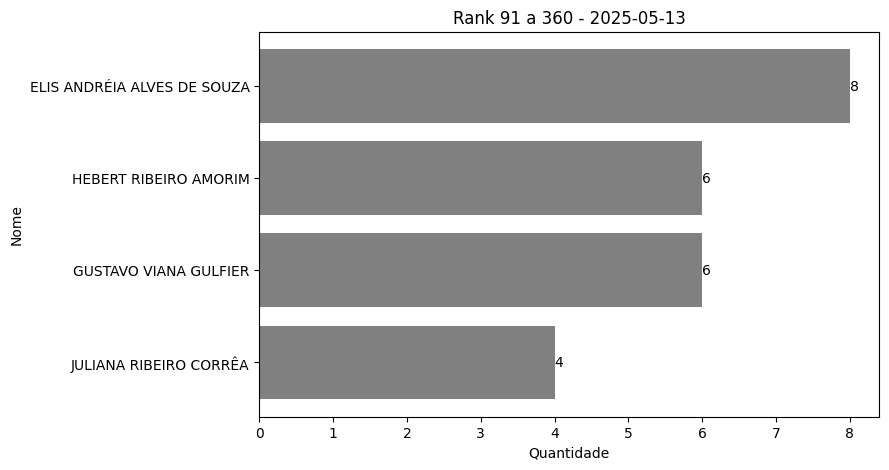 Rank 91 a 360 - 2025-05-13
Nome
ELIS ANDRÉIA ALVES DE SOUZA
8
HEBERT RIBEIRO AMORIM
6
GUSTAVO VIANA GULFIER
6
JULIANA RIBEIRO CORRÊA
4
0 1 2 3 4 5 6 7 8
Quantidade